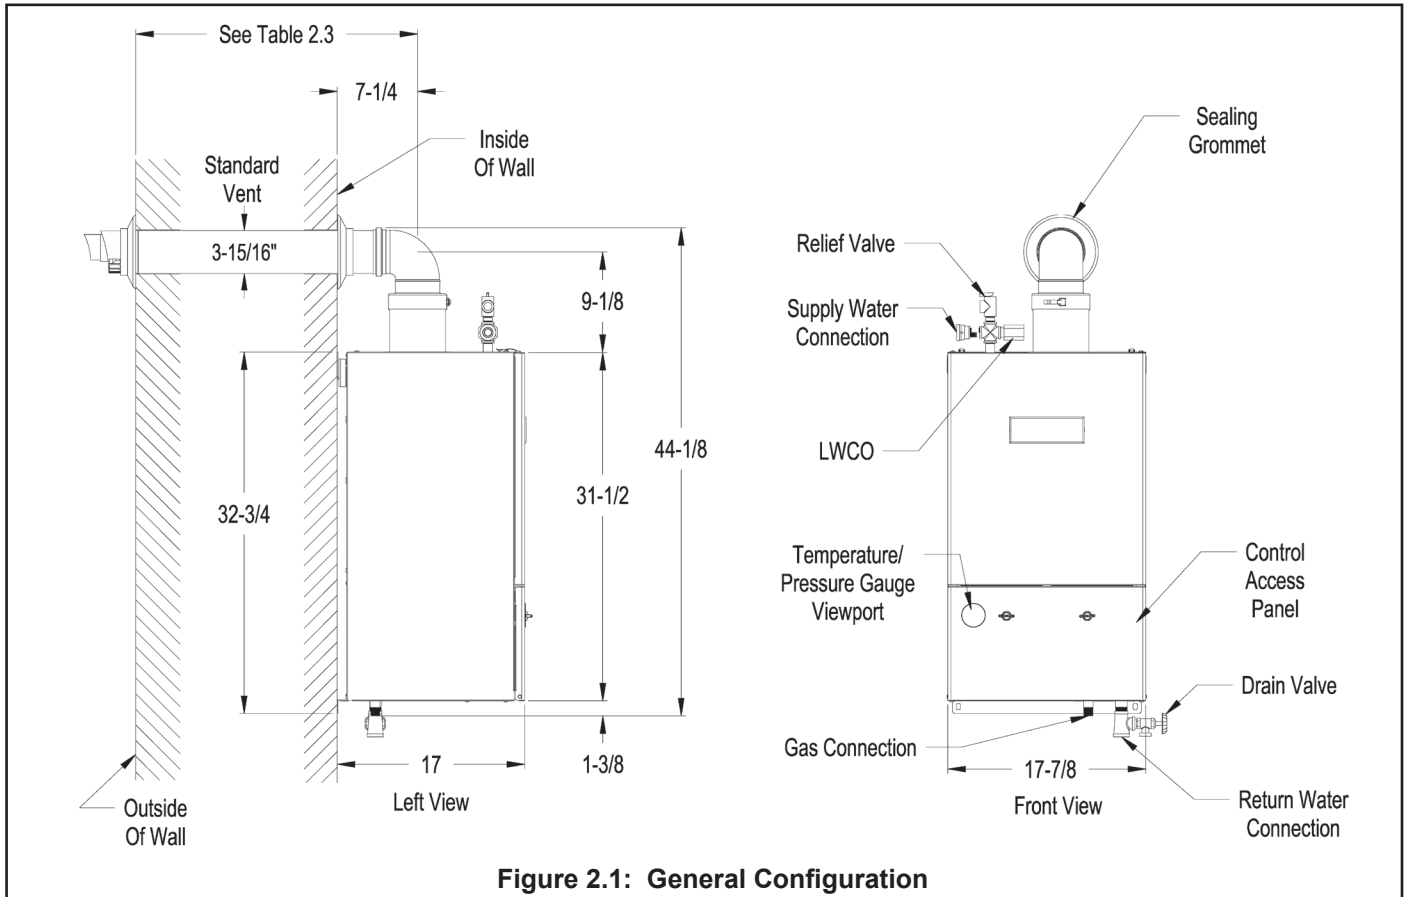 See Table 2.3
7-1/4
Inside
Of Wall
Standard
Vent
3-15/16"
9-1/8
44-1/8
31-1/2
32-3/4
17
1-3/8
Left View
Outside
Of Wall
Sealing
Grommet
Relief Valve
Supply Water
Connection
LWCO
Temperature/
Pressure Gauge
Viewport
Control
Access
Panel
Drain Valve
Gas Connection
17-7/8
Front View
Return Water
Connection
Figure 2.1: General Configuration